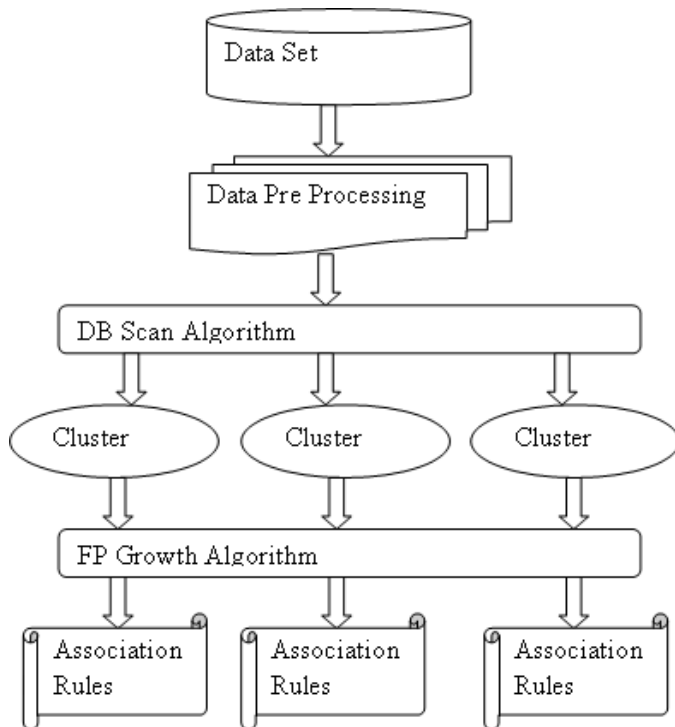 Data Set
Data Pre Processing
DB Scan Algorithm
Cluster
Cluster
Cluster
FP Growth Algorithm
Association
Rules
Association
Rules
Association
Rules